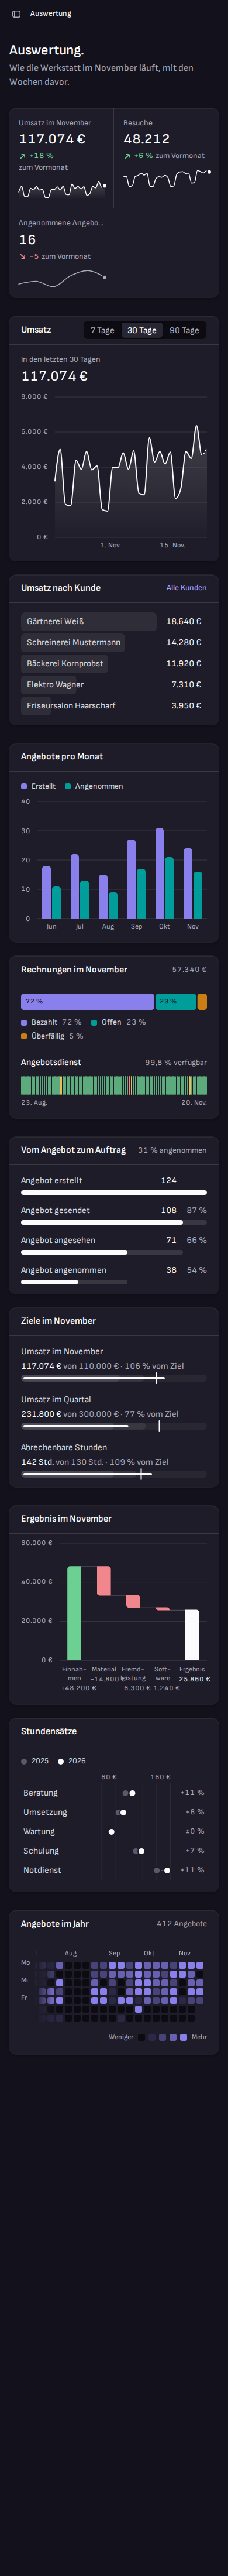 Auswertung
Auswertung.
Wie die Werkstatt im November läuft, mit den
Wochen davor.
Umsatz im November
117.074 €
+18 %
zum Vormonat
Besuche
48.212
+6 % zum Vormonat
Angenommene Angebo…
16
−5 zum Vormonat
Umsatz
7 Tage 30 Tage 90 Tage
In den letzten 30 Tagen
117.074 €
8.000 €
6.000 €
4.000 €
2.000 €
0 €
1. Nov. 15. Nov.
Umsatz nach Kunde Alle Kunden
Gärtnerei Weiß 18.640 €
Schreinerei Mustermann 14.280 €
Bäckerei Kornprobst 11.920 €
Elektro Wagner 7.310 €
Friseursalon Haarscharf 3.950 €
Angebote pro Monat
Erstellt Angenommen
40
30
20
10
0
Jun Jul Aug Sep Okt Nov
Rechnungen im November 57.340 €
72 % 23 %
Bezahlt 72 % Offen 23 %
Überfällig 5 %
Angebotsdienst 99,8 % verfügbar
23. Aug. 20. Nov.
Vom Angebot zum Auftrag 31 % angenommen
Angebot erstellt 124
Angebot gesendet 108 87 %
Angebot angesehen 71 66 %
Angebot angenommen 38 54 %
Ziele im November
Umsatz im November
117.074 € von 110.000 € · 106 % vom Ziel
Umsatz im Quartal
231.800 € von 300.000 € · 77 % vom Ziel
Abrechenbare Stunden
142 Std. von 130 Std. · 109 % vom Ziel
Ergebnis im November
60.000 €
40.000 €
20.000 €
0 €
Einnah- Material Fremd- Soft- Ergebnis
men −14.800 € leistung ware 25.860 €
+48.200 € −6.300 € −1.240 €
Stundensätze
2025 2026
60 € 160 €
Beratung +11 %
Umsetzung +8 %
Wartung ±0 %
Schulung +7 %
Notdienst +11 %
Angebote im Jahr 412 Angebote
Aug Sep Okt Nov
Mo
Mi
Fr
Weniger Mehr